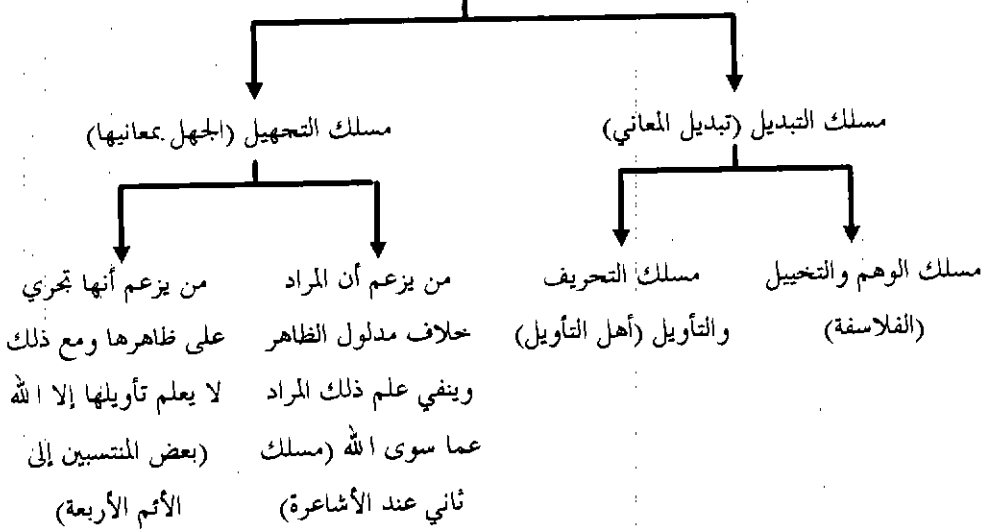 مسلك التبديل (تبديل المعاني)
مسلك التجهيل (الجهل بمعانيها)
مسلك الوهم والتخييل
(الفلاسفة)
مسلك التحريف
والتأويل (أهل التأويل)
من يزعم أن المراد
خلاف مدلول الظاهر
وينفي علم ذلك المراد
عما سوى الله (مسلك
ثاني عند الأشاعرة)
من يزعم أنها تجري
على ظاهرها ومع ذلك
لا يعلم تأويلها إلا الله
(بعض المنتسبين إلى
الأئم الأربعة)